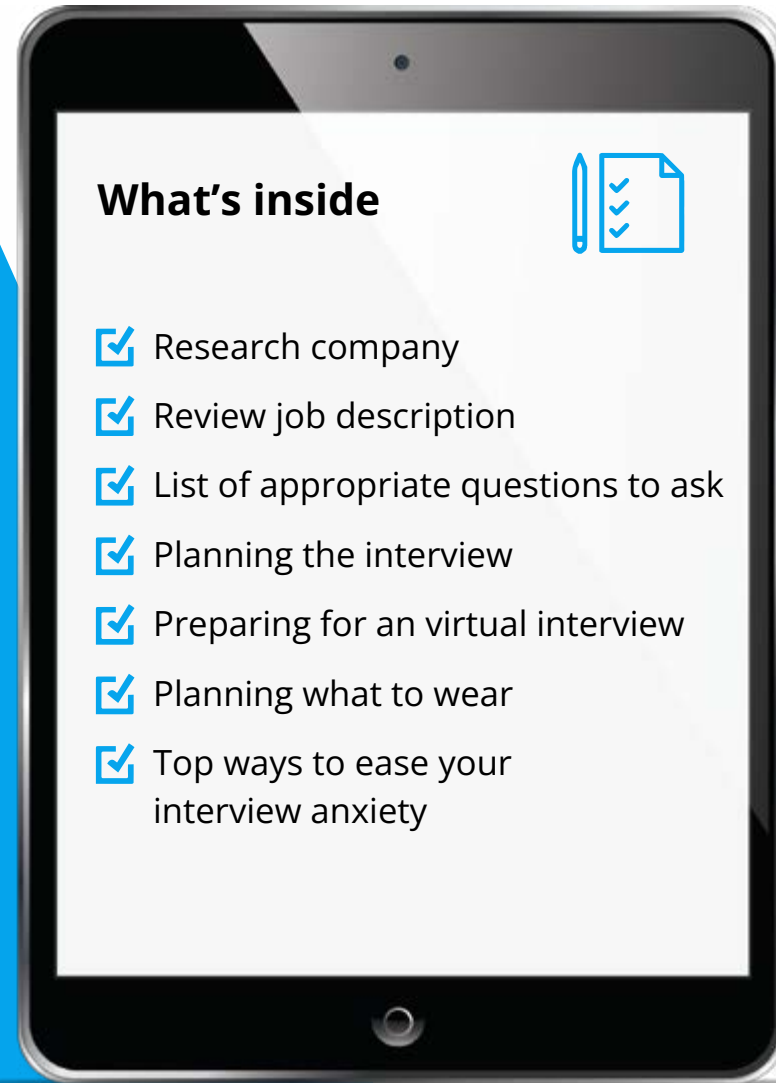 What’s inside
Research company
Review job description
List of appropriate questions to ask
Planning the interview
Preparing for an virtual interview
Planning what to wear
Top ways to ease your
interview anxiety